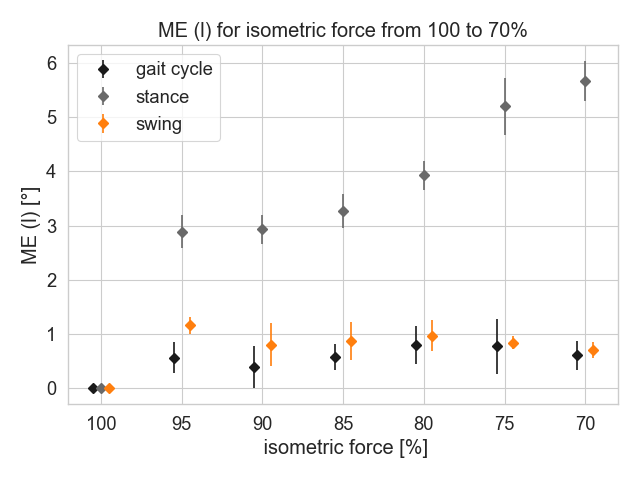 ME (I) for isometric force from 100 to 70%
gait cycle
stance
swing
ME (I) [°]
6
5
4
3
2
1
0
100 95 90 85 80 75 70
isometric force [%]